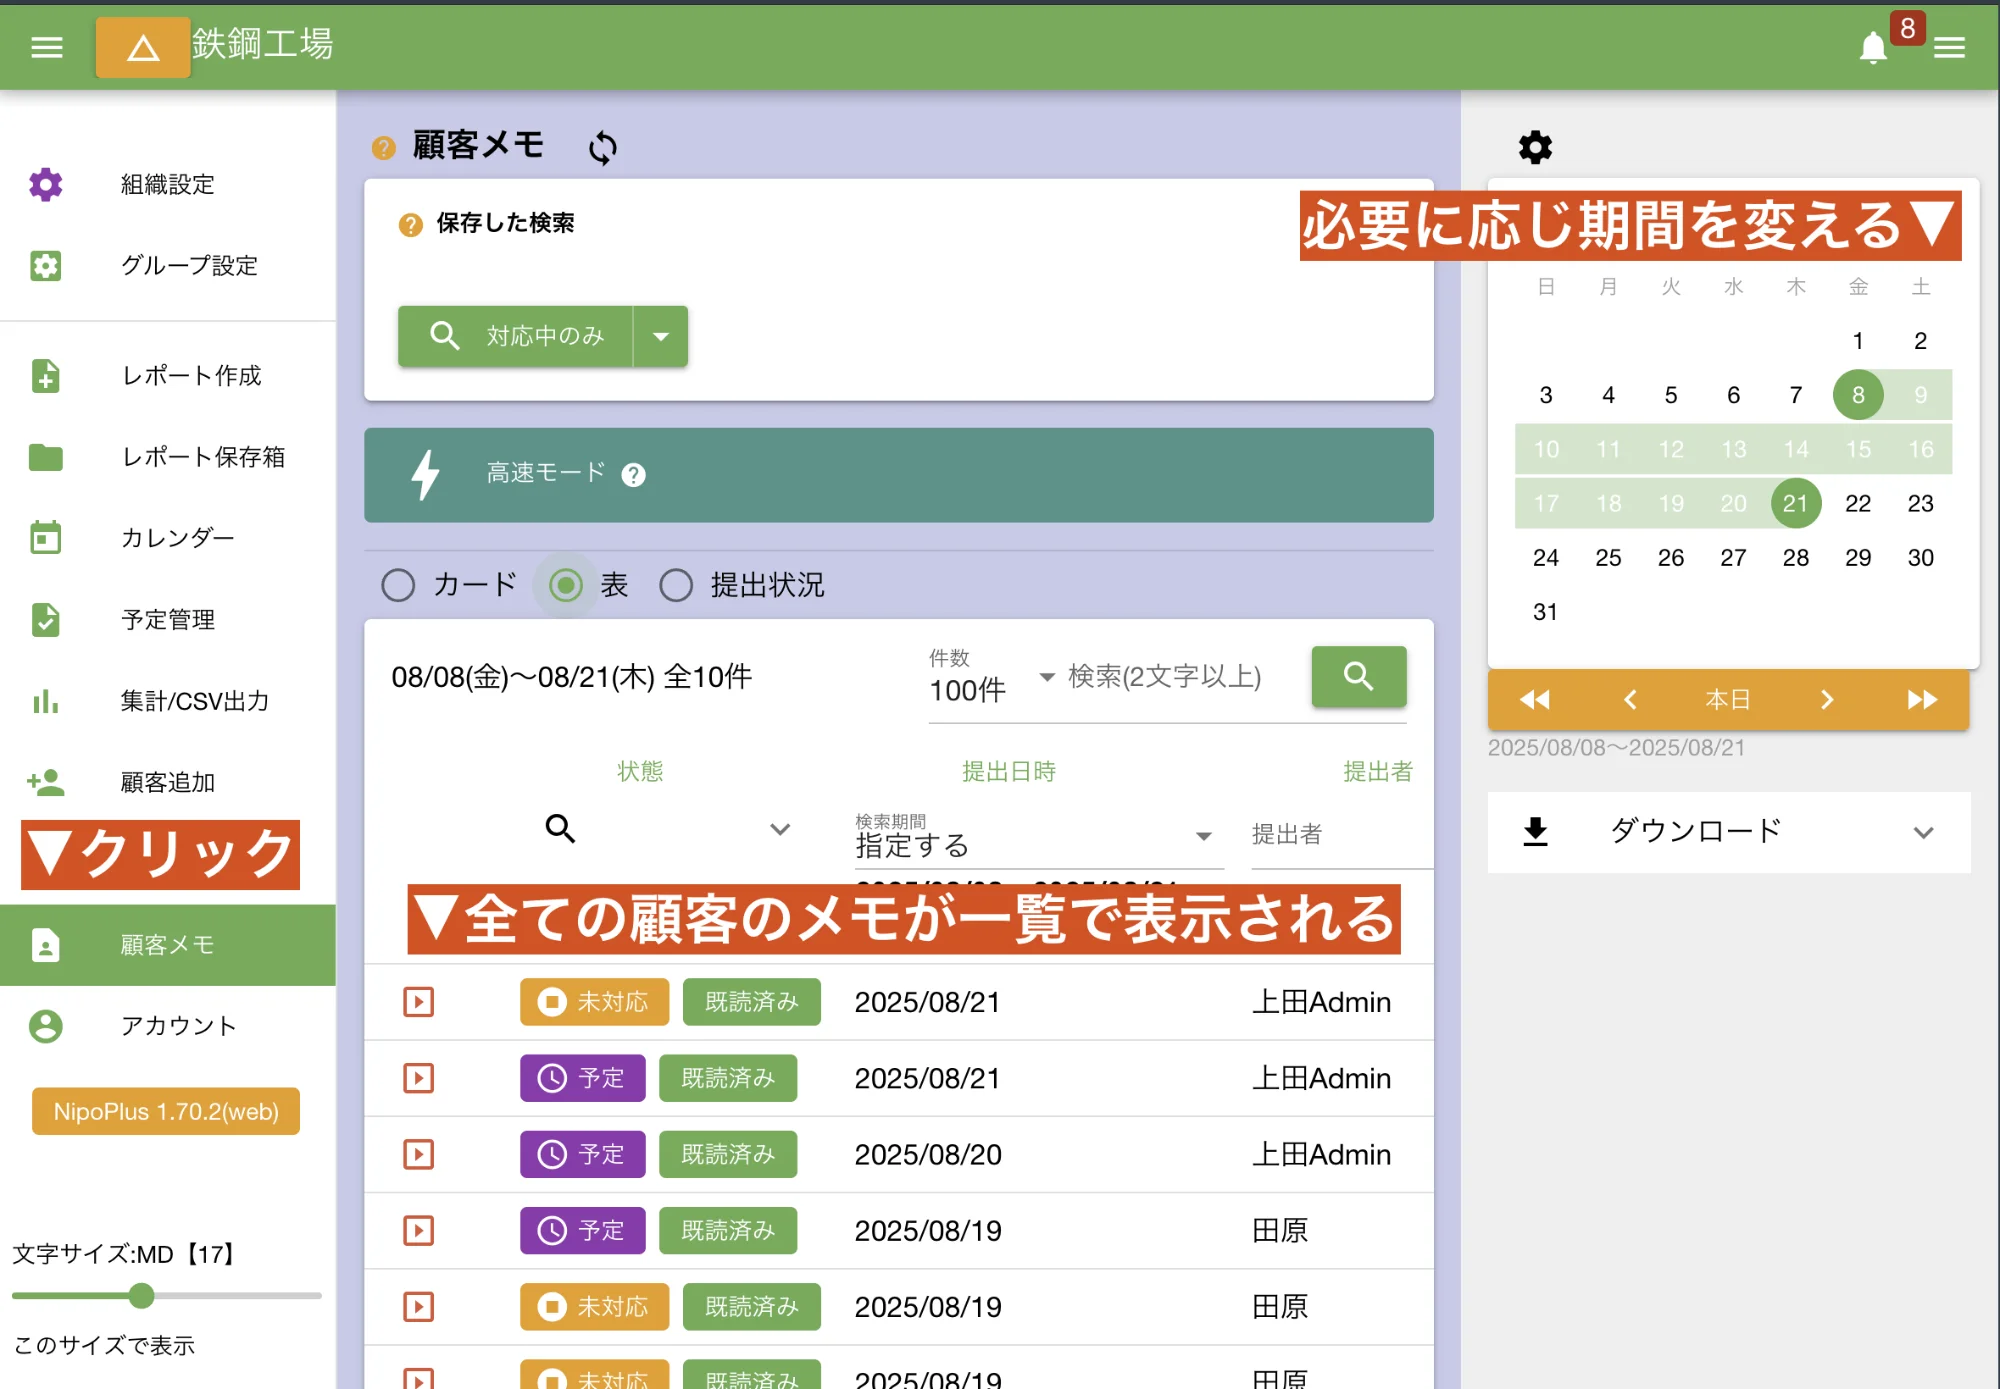 鉄鋼工場
8
組織設定
グループ設定
レポート作成
レポート保存箱
カレンダー
予定管理
集計/CSV出力
顧客追加
▼クリック
顧客メモ
アカウント
NipoPlus 1.70.2(web)
文字サイズ:MD【17】
このサイズで表示
顧客メモ
保存した検索
対応中のみ
高速モード
カード 表 提出状況
08/08(金)〜08/21(木) 全10件
件数
100件
検索(2文字以上)
状態 提出日時 提出者
検索期間
指定する
提出者
▼全ての顧客のメモが一覧で表示される
未対応 既読済み 2025/08/21 上田Admin
予定 既読済み 2025/08/21 上田Admin
予定 既読済み 2025/08/20 上田Admin
予定 既読済み 2025/08/19 田原
未対応 既読済み 2025/08/19 田原
未対応 既読済み 2025/08/19 田原
必要に応じ期間を変える▼
日 月 火 水 木 金 土
1 2
3 4 5 6 7 8 9
10 11 12 13 14 15 16
17 18 19 20 21 22 23
24 25 26 27 28 29 30
31
本日
2025/08/08〜2025/08/21
ダウンロード